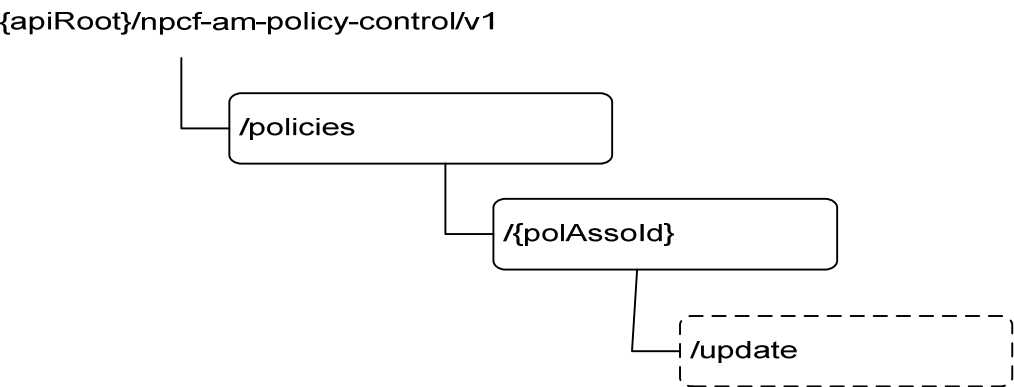 {apiRoot}/npcf-am-policy-control/v1
/policies
/{polAssoId}
/update